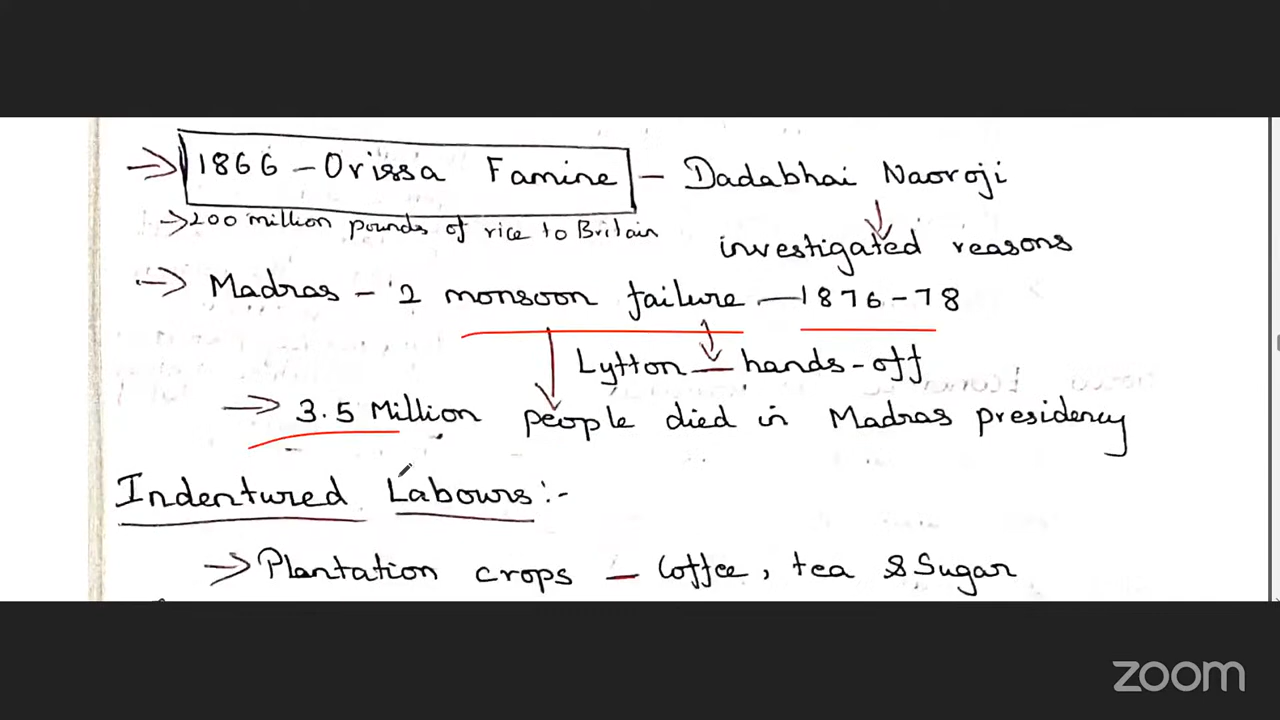 → 1866 – Orissa Famine – Dadabhai Naoroji
→ 200 million pounds of rice to Britain
investigated reasons
→ Madras – 2 monsoon failure — 1876-78
Lytton — hands-off
→ 3.5 Million people died in Madras presidency
Indentured Labours:-
→ Plantation crops – Coffee, tea & Sugar
zoom